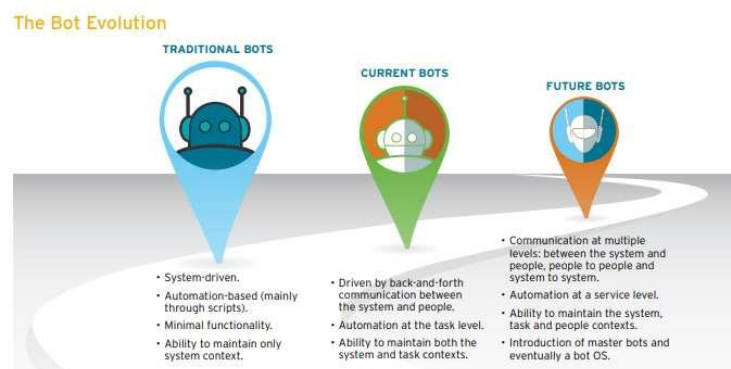 The Bot Evolution
TRADITIONAL BOTS
• System-driven.
• Automation-based (mainly
through scripts).
• Minimal functionality.
• Ability to maintain only
system context.
CURRENT BOTS
• Driven by back-and-forth
communication between
the system and people.
• Automation at the task level.
• Ability to maintain both the
system and task contexts.
FUTURE BOTS
• Communication at multiple
levels: between the system and
people, people to people and
system to system.
• Automation at a service level.
• Ability to maintain the system,
task and people contexts.
• Introduction of master bots and
eventually a bot OS.